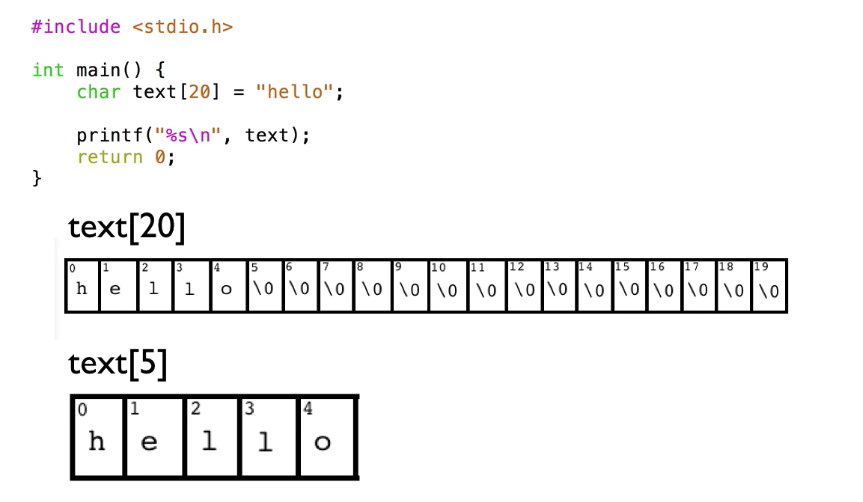 #include <stdio.h>
int main() {
    char text[20] = "hello";
    printf("%s\n", text);
    return 0;
}
text[20]
0 1 2 3 4 5 6 7 8 9 10 11 12 13 14 15 16 17 18 19
h e l l o \0 \0 \0 \0 \0 \0 \0 \0 \0 \0 \0 \0 \0 \0 \0
text[5]
0 1 2 3 4
h e l l o